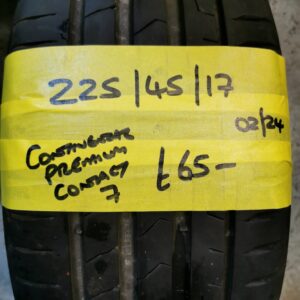 225/45/17
02/24
CONTINENTAL
PREMIUM
CONTACT
7
£65-